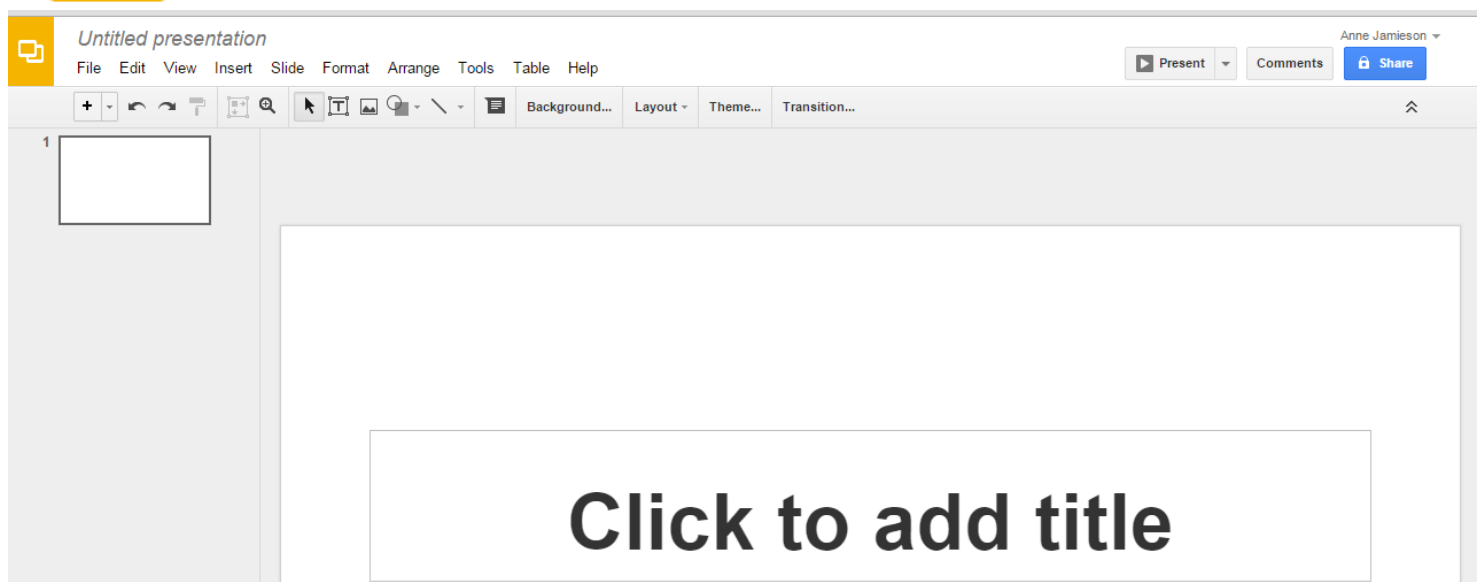 Untitled presentation
Anne Jamieson
File Edit View Insert Slide Format Arrange Tools Table Help
Present Comments Share
Background... Layout Theme... Transition...
1
Click to add title